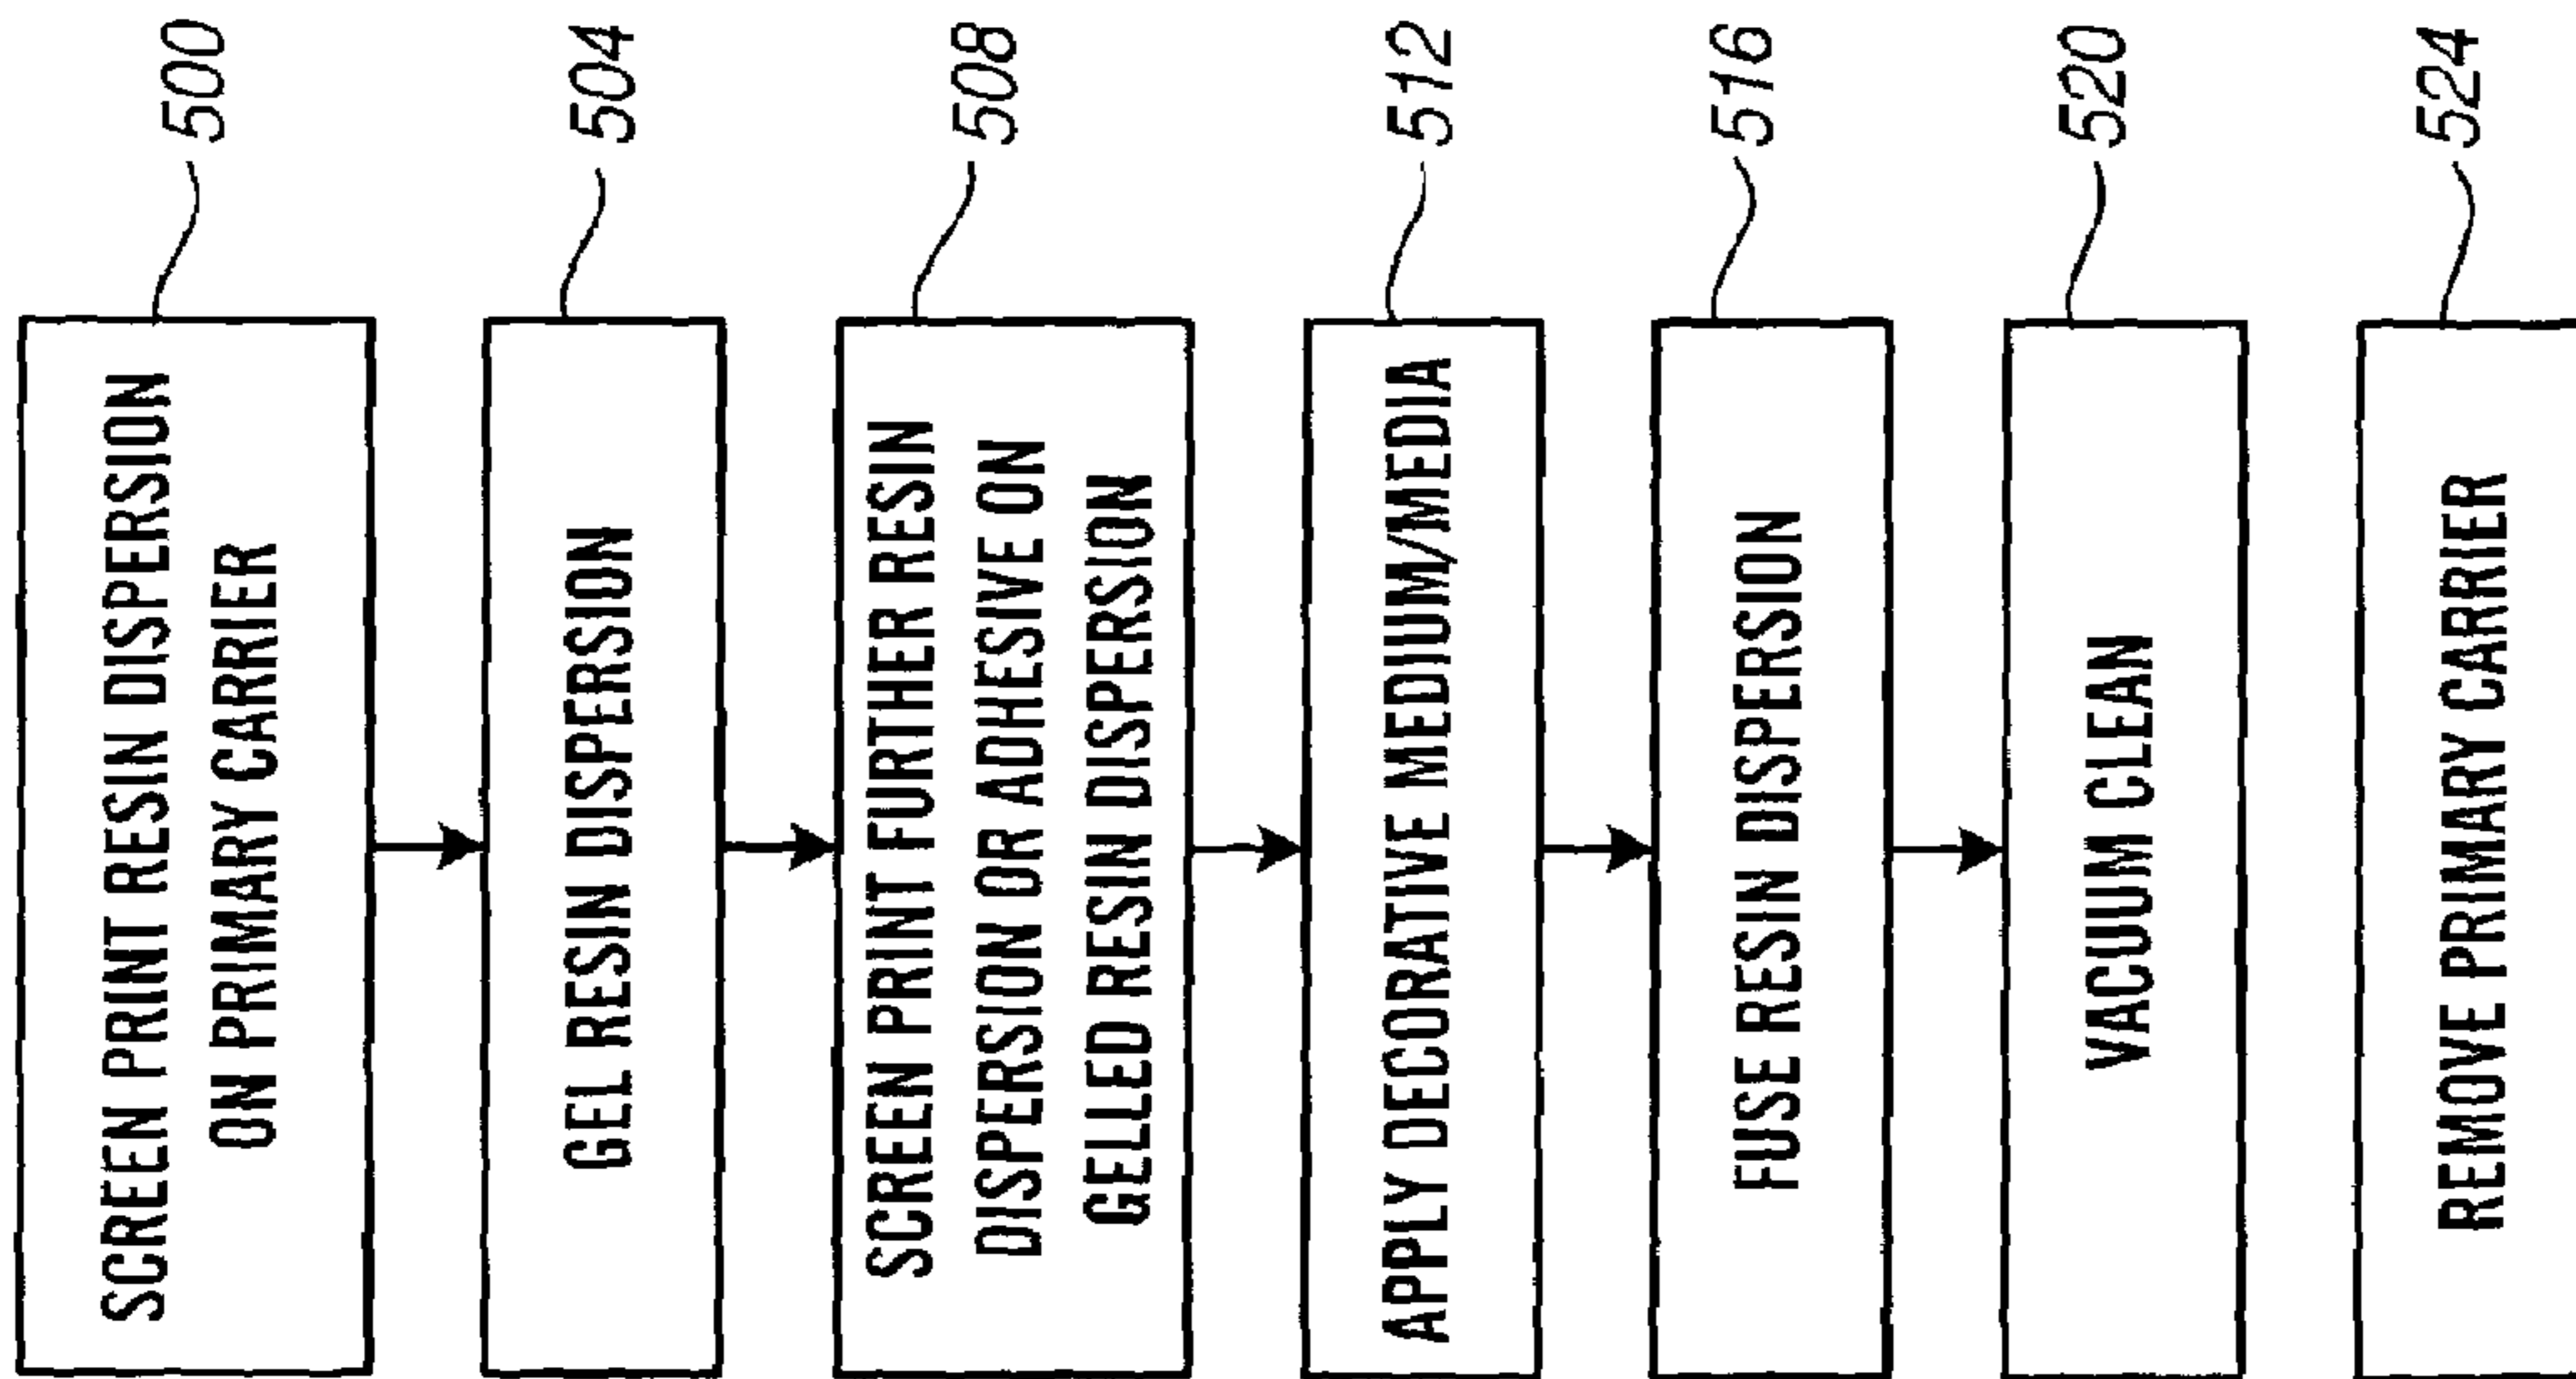 SCREEN PRINT RESIN DISPERSION
ON PRIMARY CARRIER
500
GEL RESIN DISPERSION
504
SCREEN PRINT FURTHER RESIN
DISPERSION OR ADHESIVE ON
GELLED RESIN DISPERSION
508
APPLY DECORATIVE MEDIUM/MEDIA
512
FUSE RESIN DISPERSION
516
VACUUM CLEAN
520
REMOVE PRIMARY CARRIER
524